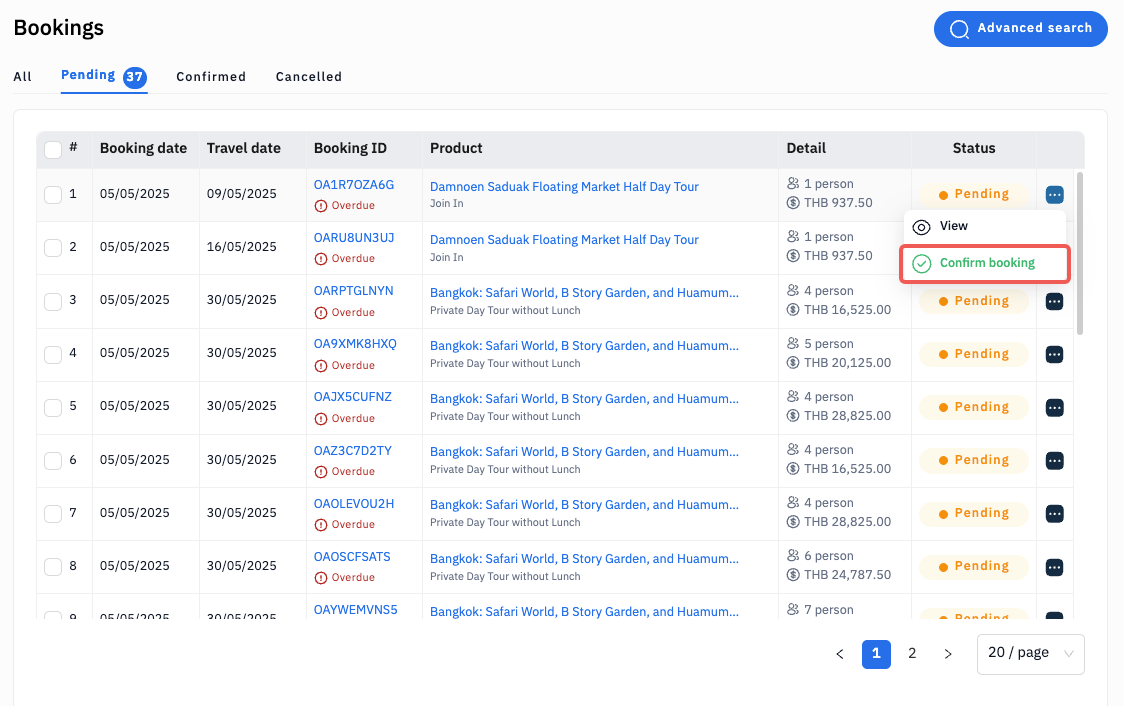 Bookings
Advanced search
All
Pending 37
Confirmed
Cancelled
# Booking date Travel date Booking ID Product Detail Status
1 05/05/2025 09/05/2025 OA1R7OZA6G Damnoen Saduak Floating Market Half Day Tour 1 person Pending
Overdue Join In THB 937.50
View
2 05/05/2025 16/05/2025 OARU8UN3UJ Damnoen Saduak Floating Market Half Day Tour 1 person
Overdue Join In THB 937.50
Confirm booking
3 05/05/2025 30/05/2025 OARPTGLNYN Bangkok: Safari World, B Story Garden, and Huamum... 4 person Pending
Overdue Private Day Tour without Lunch THB 16,525.00
4 05/05/2025 30/05/2025 OA9XMK8HXQ Bangkok: Safari World, B Story Garden, and Huamum... 5 person Pending
Overdue Private Day Tour without Lunch THB 20,125.00
5 05/05/2025 30/05/2025 OAJX5CUFNZ Bangkok: Safari World, B Story Garden, and Huamum... 4 person Pending
Overdue Private Day Tour without Lunch THB 28,825.00
6 05/05/2025 30/05/2025 OAZ3C7D2TY Bangkok: Safari World, B Story Garden, and Huamum... 4 person Pending
Overdue Private Day Tour without Lunch THB 16,525.00
7 05/05/2025 30/05/2025 OAOLEVOU2H Bangkok: Safari World, B Story Garden, and Huamum... 4 person Pending
Overdue Private Day Tour without Lunch THB 28,825.00
8 05/05/2025 30/05/2025 OAOSCFSATS Bangkok: Safari World, B Story Garden, and Huamum... 6 person Pending
Overdue Private Day Tour without Lunch THB 24,787.50
9 05/05/2025 30/05/2025 OAYWEMVNS5 Bangkok: Safari World, B Story Garden, and Huamum... 7 person Pending
< 1 2 > 20 / page